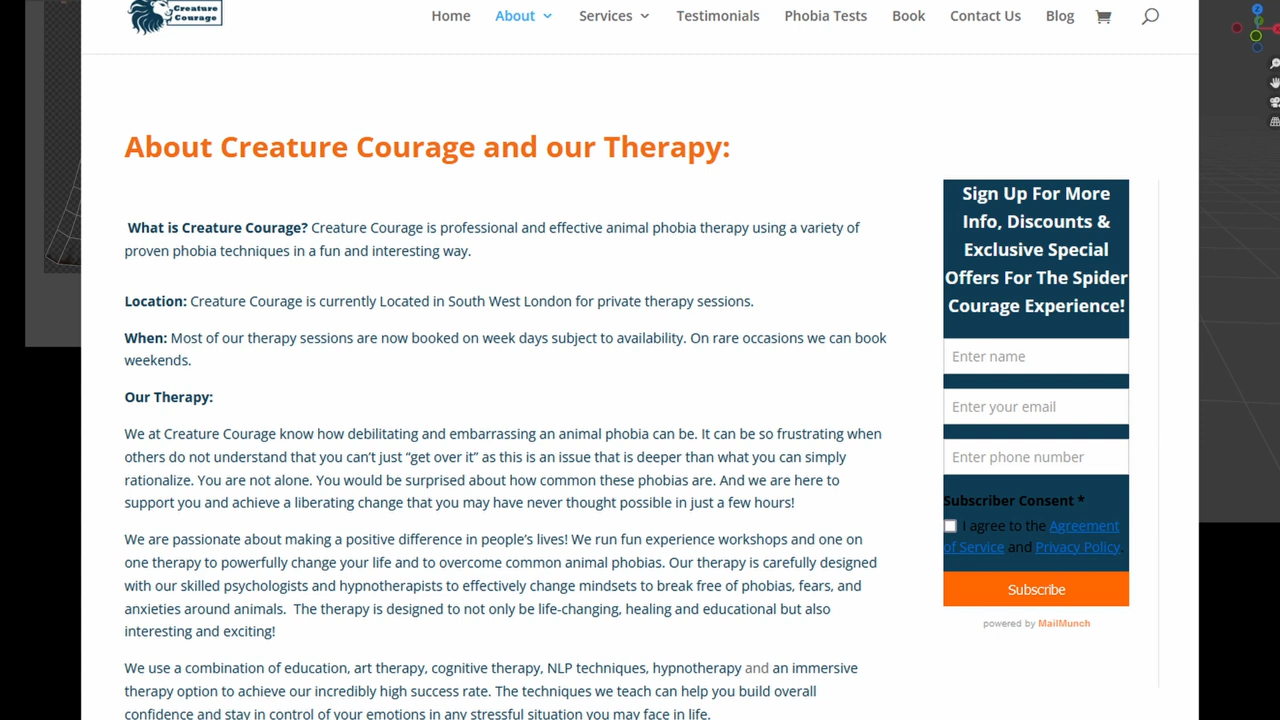 Creature
Courage
Home About Services Testimonials Phobia Tests Book Contact Us Blog
About Creature Courage and our Therapy:
What is Creature Courage? Creature Courage is professional and effective animal phobia therapy using a variety of
proven phobia techniques in a fun and interesting way.
Location: Creature Courage is currently Located in South West London for private therapy sessions.
When: Most of our therapy sessions are now booked on week days subject to availability. On rare occasions we can book
weekends.
Our Therapy:
We at Creature Courage know how debilitating and embarrassing an animal phobia can be. It can be so frustrating when
others do not understand that you can’t just “get over it” as this is an issue that is deeper than what you can simply
rationalize. You are not alone. You would be surprised about how common these phobias are. And we are here to
support you and achieve a liberating change that you may have never thought possible in just a few hours!
We are passionate about making a positive difference in people’s lives! We run fun experience workshops and one on
one therapy to powerfully change your life and to overcome common animal phobias. Our therapy is carefully designed
with our skilled psychologists and hypnotherapists to effectively change mindsets to break free of phobias, fears, and
anxieties around animals. The therapy is designed to not only be life-changing, healing and educational but also
interesting and exciting!
We use a combination of education, art therapy, cognitive therapy, NLP techniques, hypnotherapy and an immersive
therapy option to achieve our incredibly high success rate. The techniques we teach can help you build overall
confidence and stay in control of your emotions in any stressful situation you may face in life.
Sign Up For More
Info, Discounts &
Exclusive Special
Offers For The Spider
Courage Experience!
Enter name
Enter your email
Enter phone number
Subscriber Consent *
I agree to the Agreement
of Service and Privacy Policy.
Subscribe
powered by MailMunch
Z